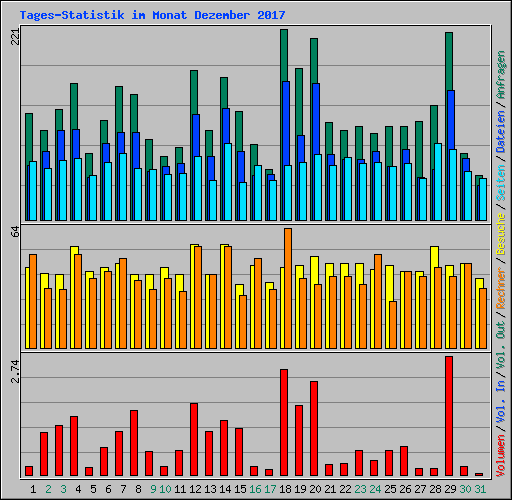 Tages-Statistik im Monat Dezember 2017
221
64
2.74
Volumen / Vol. In / Vol. Out / Rechner / Besuche / Seiten / Dateien / Anfragen
1 2 3 4 5 6 7 8 9 10 11 12 13 14 15 16 17 18 19 20 21 22 23 24 25 26 27 28 29 30 31